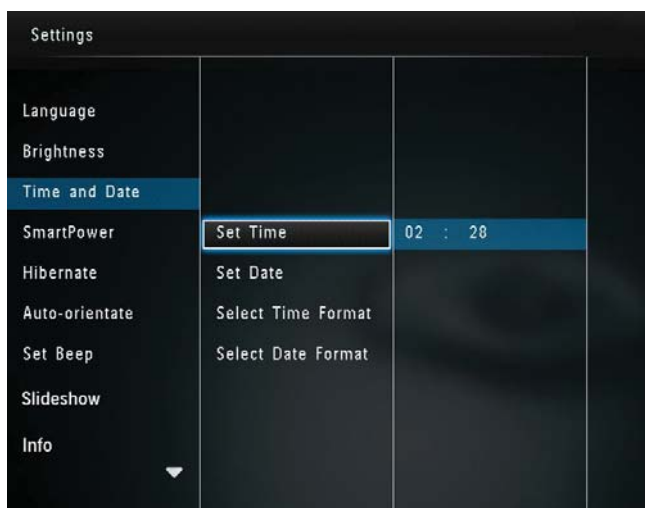 Settings
Language
Brightness
Time and Date
SmartPower
Hibernate
Auto-orientate
Set Beep
Slideshow
Info
Set Time
Set Date
Select Time Format
Select Date Format
02 : 28